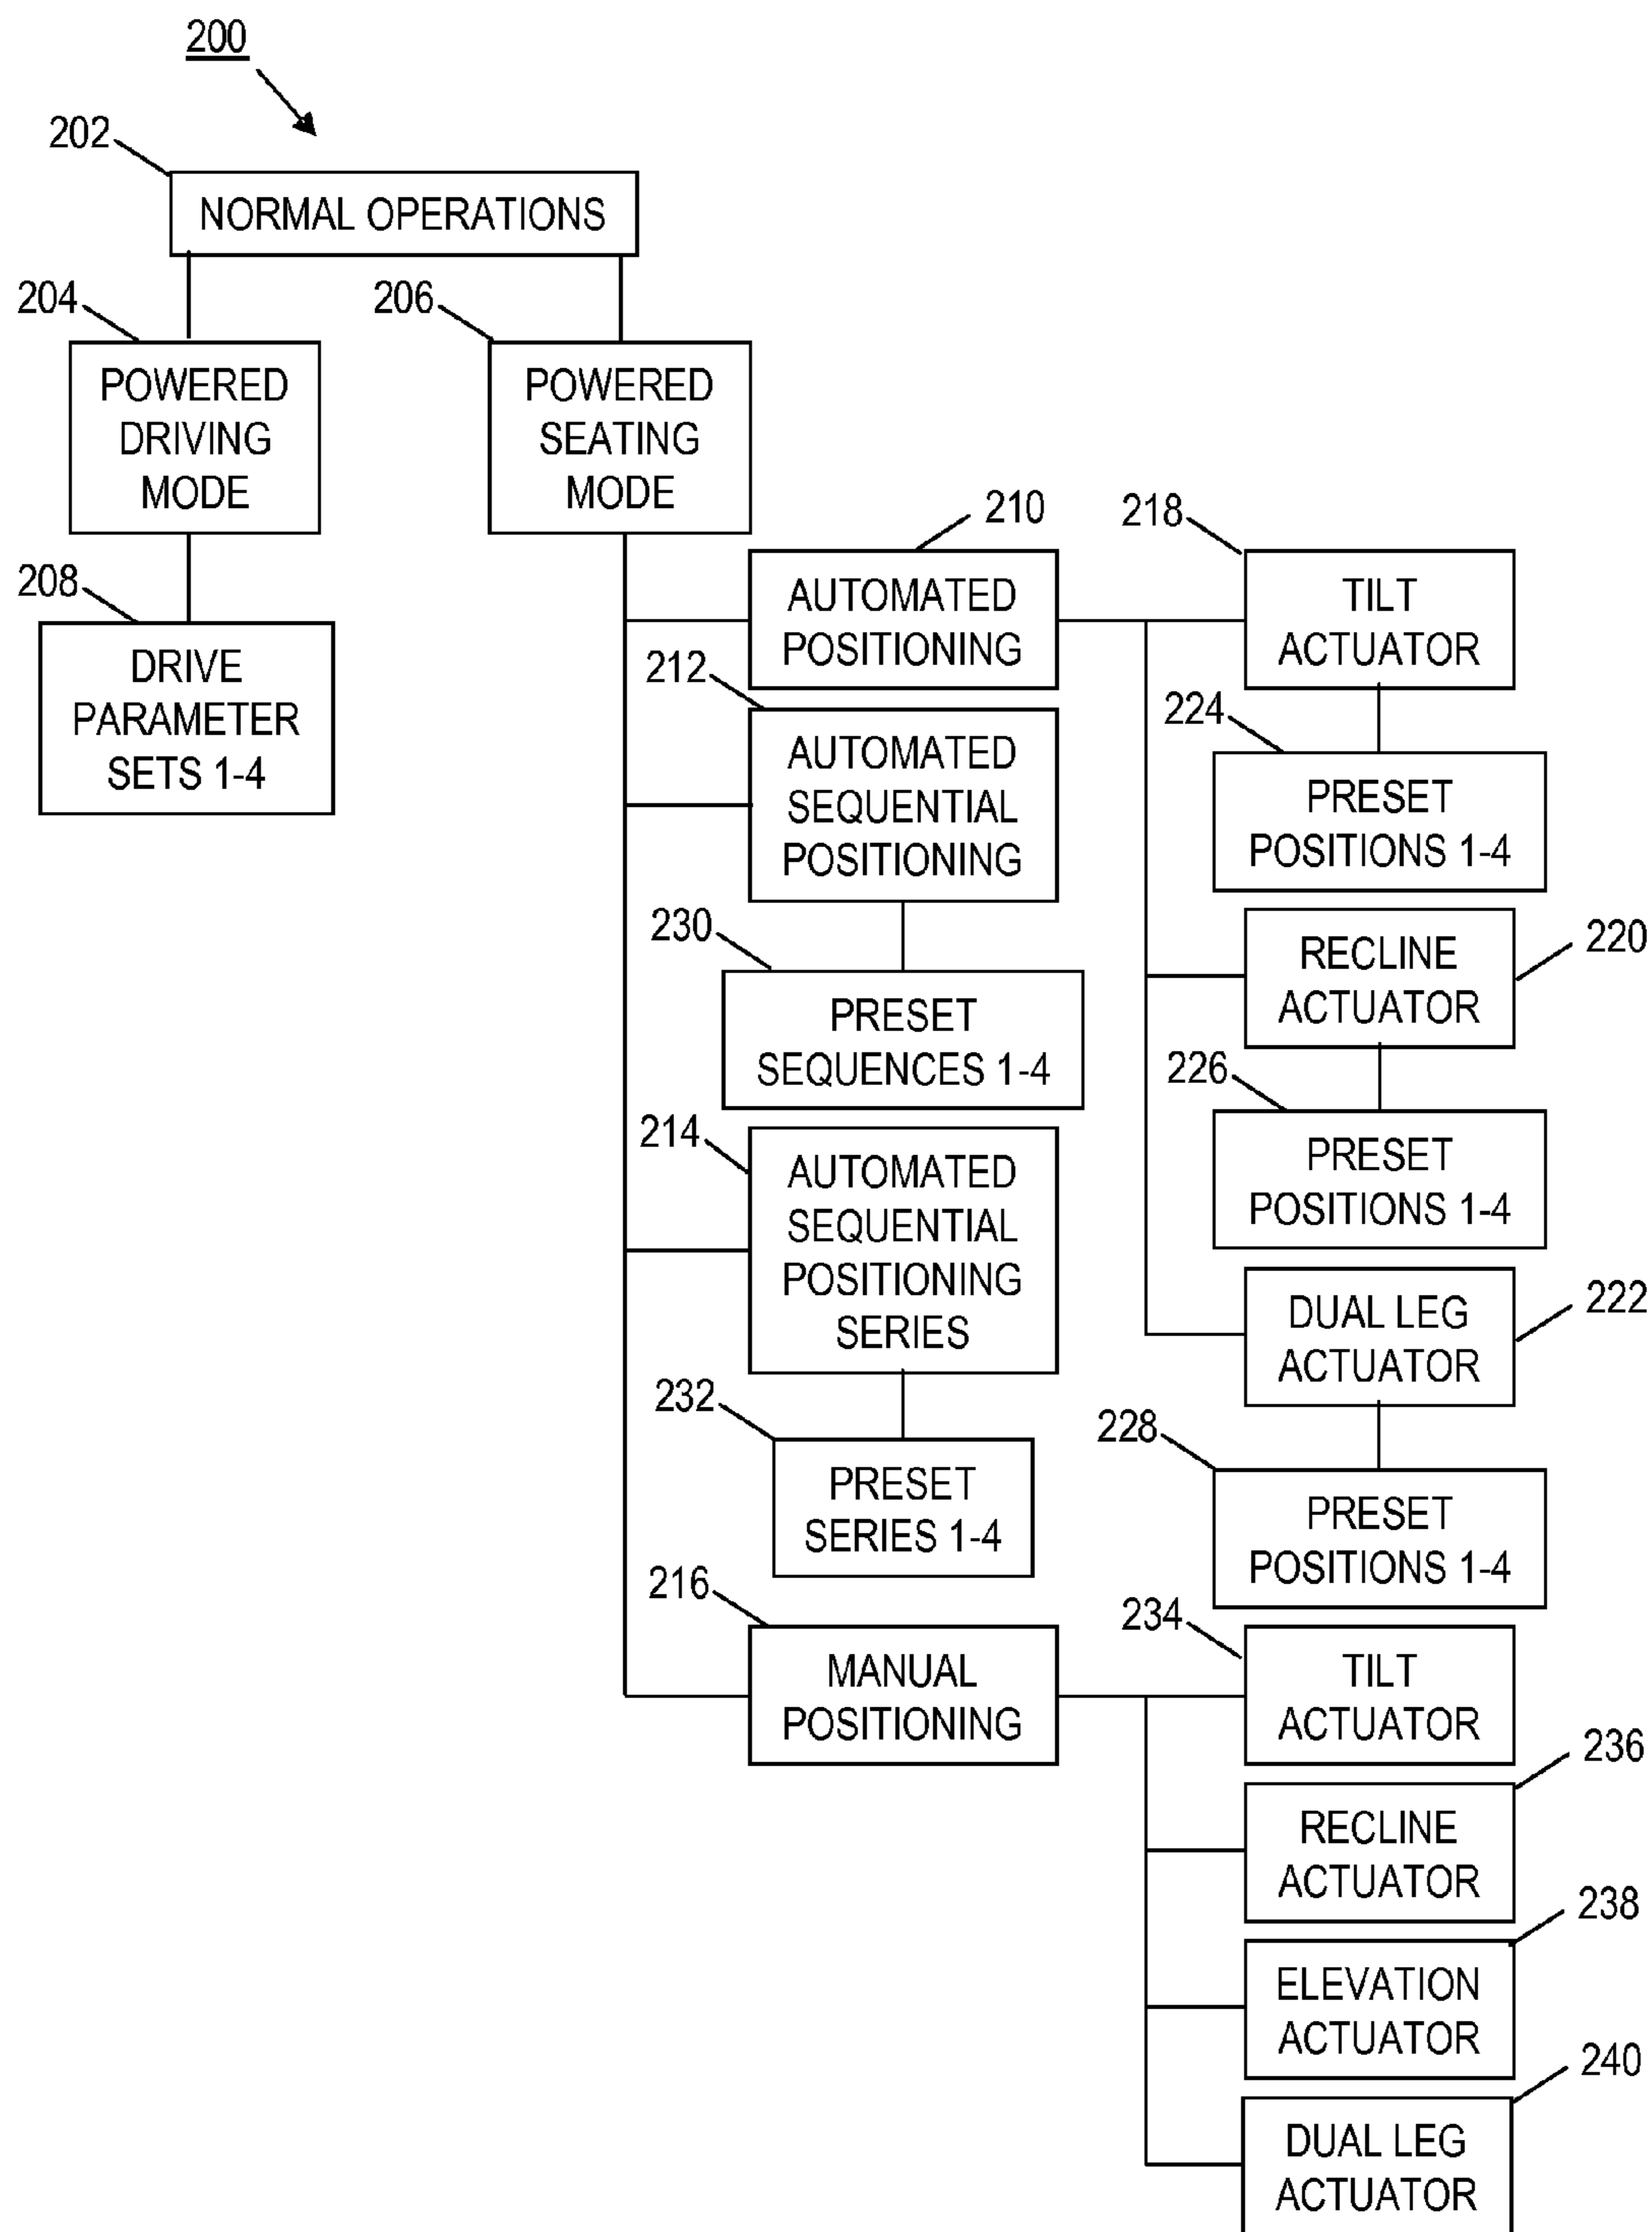 200
202
NORMAL OPERATIONS
204
206
POWERED
DRIVING
MODE
POWERED
SEATING
MODE
208
DRIVE
PARAMETER
SETS 1-4
210
AUTOMATED
POSITIONING
212
AUTOMATED
SEQUENTIAL
POSITIONING
230
PRESET
SEQUENCES 1-4
214
AUTOMATED
SEQUENTIAL
POSITIONING
SERIES
232
PRESET
SERIES 1-4
216
MANUAL
POSITIONING
218
TILT
ACTUATOR
224
PRESET
POSITIONS 1-4
220
RECLINE
ACTUATOR
226
PRESET
POSITIONS 1-4
222
DUAL LEG
ACTUATOR
228
PRESET
POSITIONS 1-4
234
TILT
ACTUATOR
236
RECLINE
ACTUATOR
238
ELEVATION
ACTUATOR
240
DUAL LEG
ACTUATOR